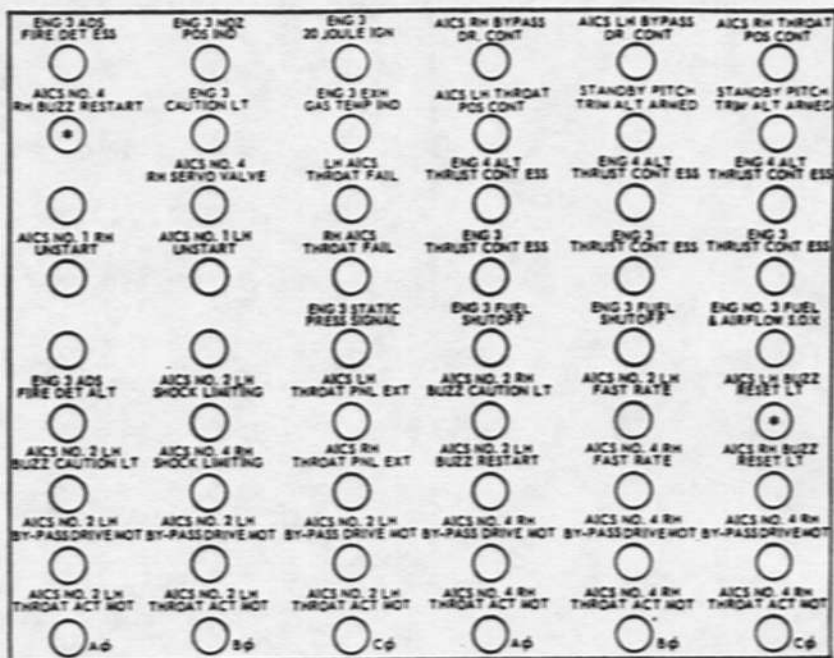 ENG 3 ADS
FIRE DET ESS
ENG 3 NOZ
POS IND
ENG 3
20 JOULE IGN
AICS RH BYPASS
DR. CONT
AICS LH BYPASS
DR. CONT
AICS RH THROAT
POS CONT
AICS NO. 4
RH BUZZ RESTART
ENG 3
CAUTION LT
ENG 3 EXH
GAS TEMP IND
AICS LH THROAT
POS CONT
STANDBY PITCH
TRIM ALT ARMED
STANDBY PITCH
TRIM ALT ARMED
*
AICS NO. 4
RH SERVO VALVE
LH AICS
THROAT FAIL
ENG 4 ALT
THRUST CONT ESS
ENG 4 ALT
THRUST CONT ESS
ENG 4 ALT
THRUST CONT ESS
AICS NO. 1 RH
UNSTART
AICS NO. 1 LH
UNSTART
RH AICS
THROAT FAIL
ENG 3
THRUST CONT ESS
ENG 3
THRUST CONT ESS
ENG 3
THRUST CONT ESS
ENG 3 STATIC
PRESS SIGNAL
ENG 3 FUEL
SHUTOFF
ENG 3 FUEL
SHUTOFF
ENG NO. 3 FUEL
& AIRFLOW S.O.V.
ENG 3 ADS
FIRE DET ALT
AICS NO. 2 LH
SHOCK LIMITING
AICS LH
THROAT PNL EXT
AICS NO. 2 RH
BUZZ CAUTION LT
AICS NO. 2 LH
FAST RATE
AICS LH BUZZ
RESET LT
*
AICS NO. 2 LH
BUZZ CAUTION LT
AICS NO. 4 RH
SHOCK LIMITING
AICS RH
THROAT PNL EXT
AICS NO. 2 LH
BUZZ RESTART
AICS NO. 4 RH
FAST RATE
AICS RH BUZZ
RESET LT
AICS NO. 2 LH
BY-PASS DRIVE MOT
AICS NO. 2 LH
BY-PASS DRIVE MOT
AICS NO. 2 LH
BY-PASS DRIVE MOT
AICS NO. 4 RH
BY-PASS DRIVE MOT
AICS NO. 4 RH
BY-PASS DRIVE MOT
AICS NO. 4 RH
BY-PASS DRIVE MOT
AICS NO. 2 LH
THROAT ACT MOT
AICS NO. 2 LH
THROAT ACT MOT
AICS NO. 2 LH
THROAT ACT MOT
AICS NO. 4 RH
THROAT ACT MOT
AICS NO. 4 RH
THROAT ACT MOT
AICS NO. 4 RH
THROAT ACT MOT
Aϕ
Bϕ
Cϕ
Aϕ
Bϕ
Cϕ